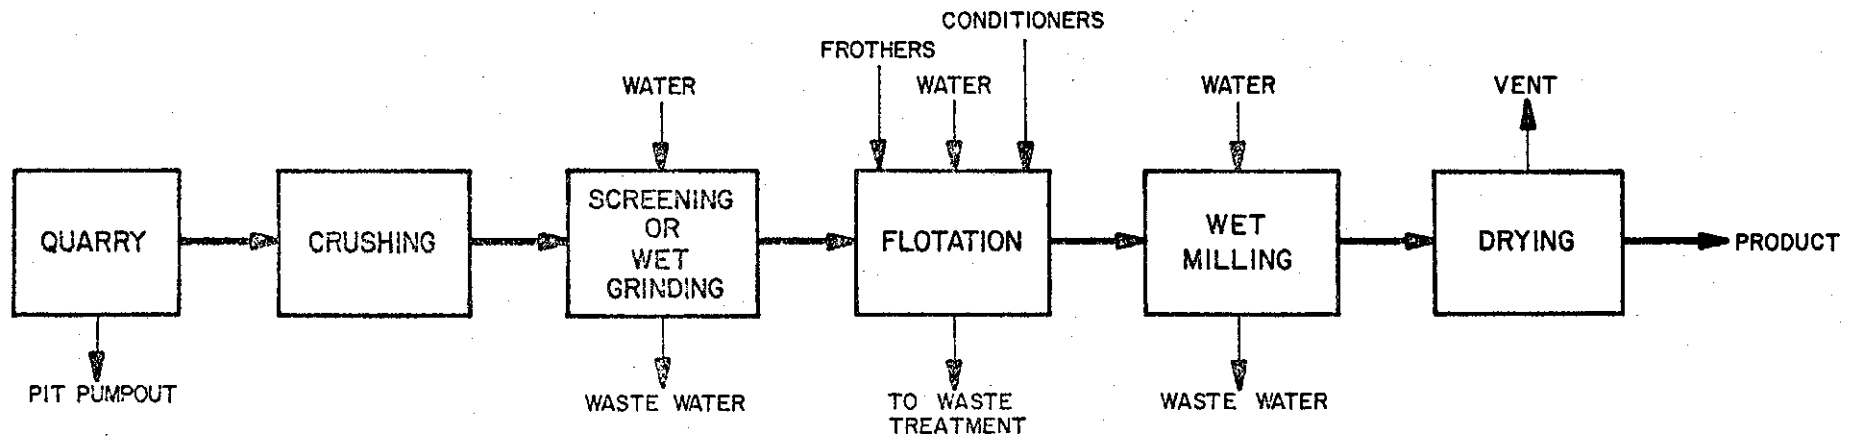 CONDITIONERS
FROTHERS
WATER
WATER
WATER
VENT
QUARRY
CRUSHING
SCREENING
OR
WET
GRINDING
FLOTATION
WET
MILLING
DRYING
PRODUCT
PIT PUMPOUT
WASTE WATER
TO WASTE
TREATMENT
WASTE WATER